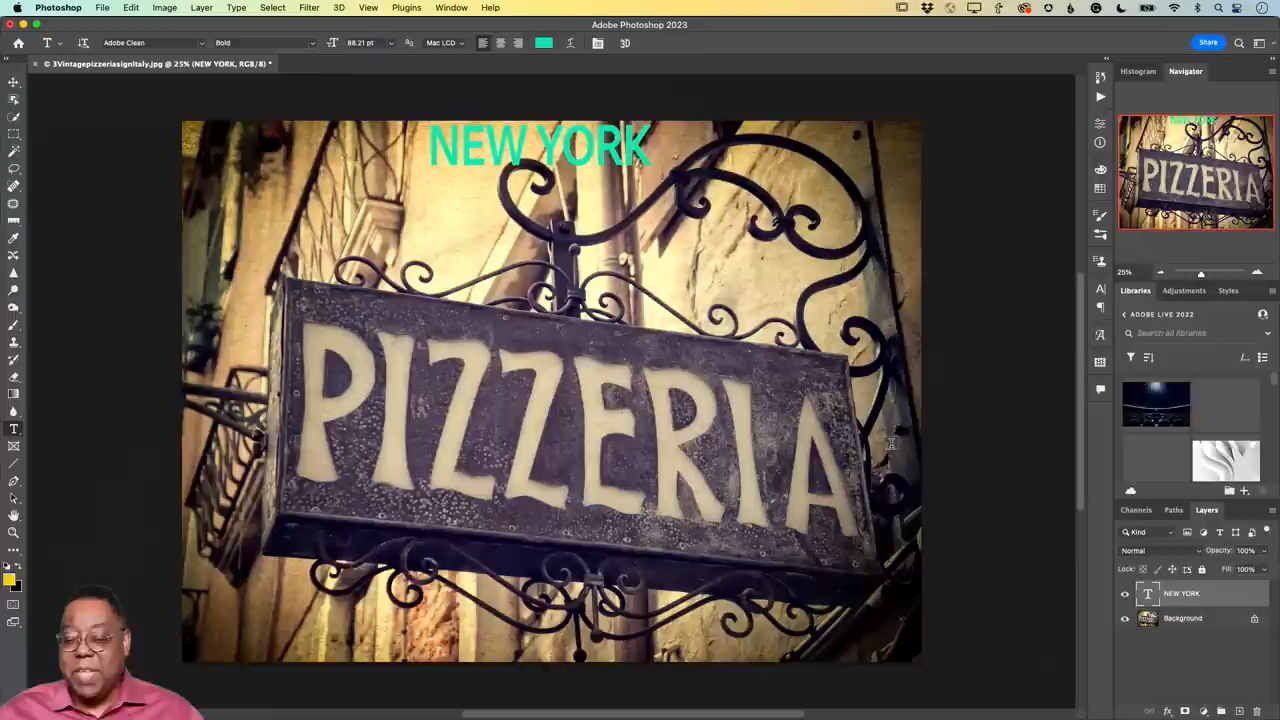 Photoshop File Edit Image Layer Type Select Filter 3D View Plugins Window Help
Adobe Photoshop 2023
T Adobe Clean Bold 68.21 pt aa Mac LCD 3D Share
× © 3VintagepizzeriasignItaly.jpg @ 25% (NEW YORK, RGB/8) *
Histogram Navigator
NEW YORK
PIZZERIA
25%
Libraries Adjustments Styles
ADOBE LIVE 2022
Search all libraries
Channels Paths Layers
Kind
Normal Opacity: 100%
Lock: Fill: 100%
T NEW YORK
Background